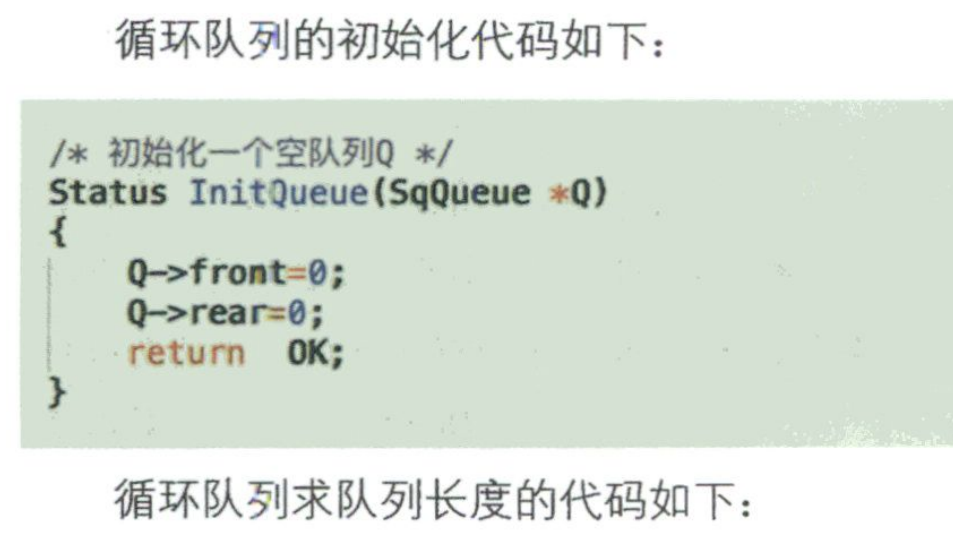 循环队列的初始化代码如下：
/* 初始化一个空队列Q */
Status InitQueue(SqQueue *Q)
{
    Q->front=0;
    Q->rear=0;
    return  OK;
}
循环队列求队列长度的代码如下：